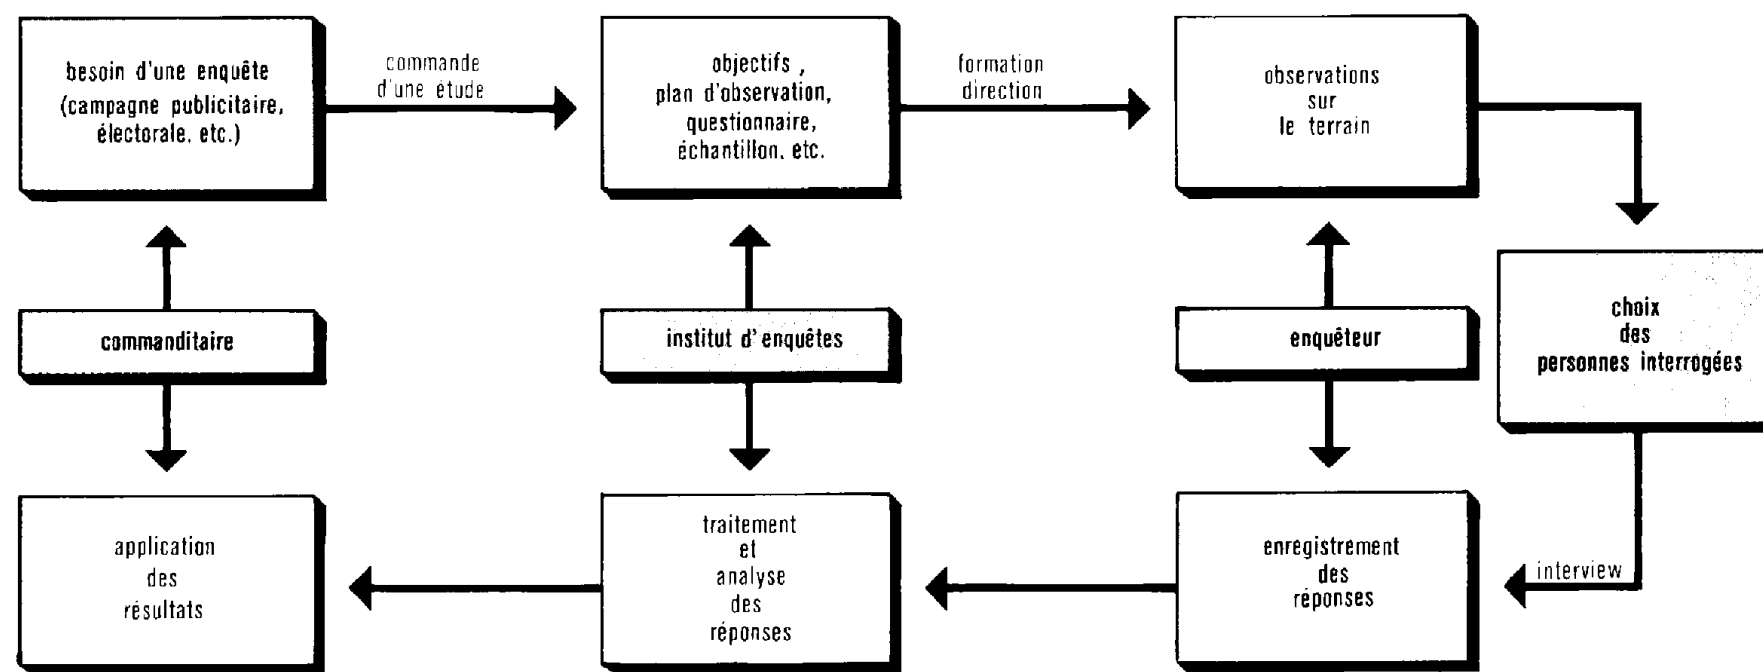 besoin d'une enquête
(campagne publicitaire,
électorale. etc.)
commande
d'une étude
objectifs ,
plan d'observation,
questionnaire,
échantillon. etc.
formation
direction
observations
sur
le terrain
commanditaire
institut d'enquêtes
enquêteur
choix
des
personnes interrogées
application
des
résultats
traitement
et
analyse
des
réponses
enregistrement
des
réponses
interview